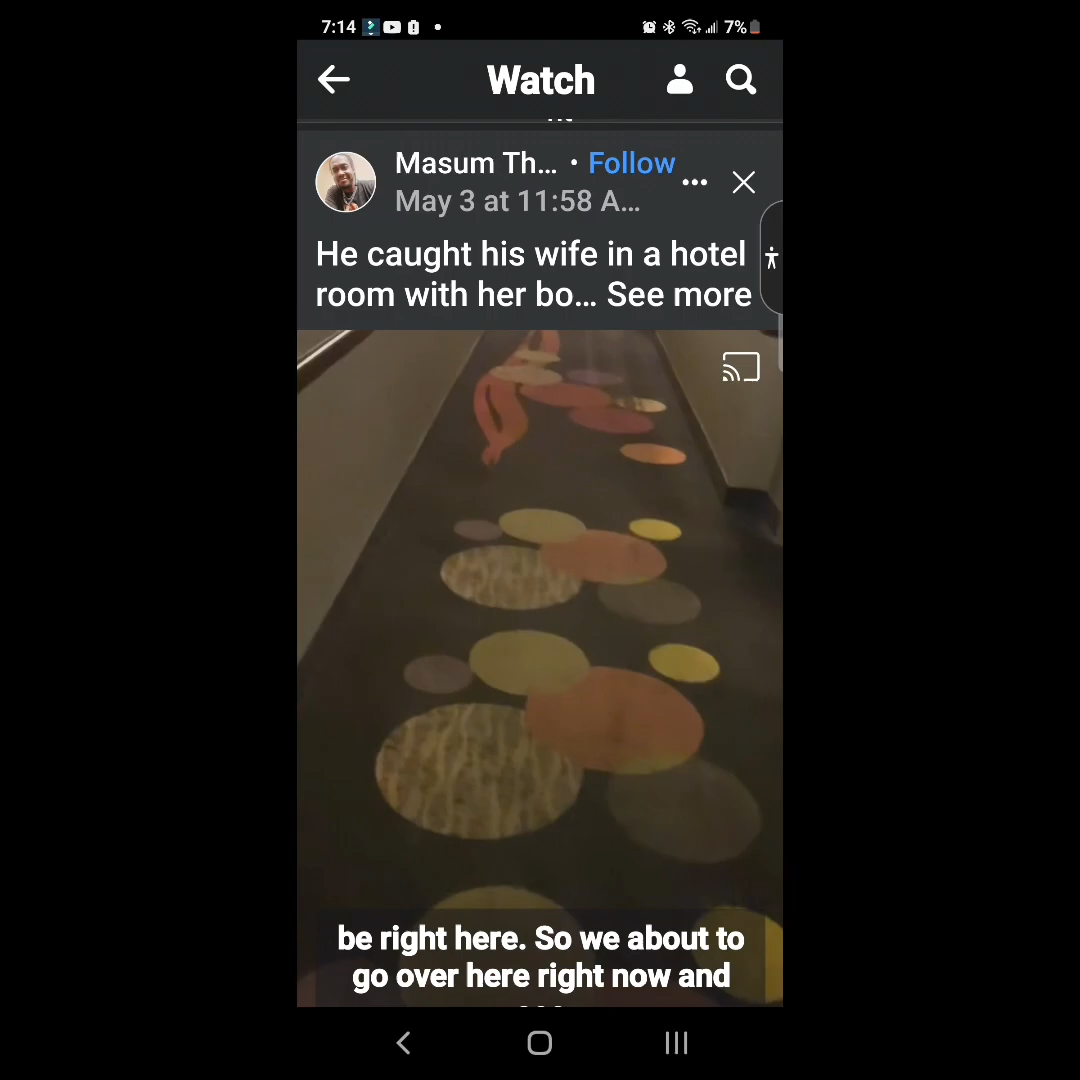 7:14 7%
Watch
Masum Th... • Follow
May 3 at 11:58 A...
He caught his wife in a hotel
room with her bo... See more
be right here. So we about to
go over here right now and